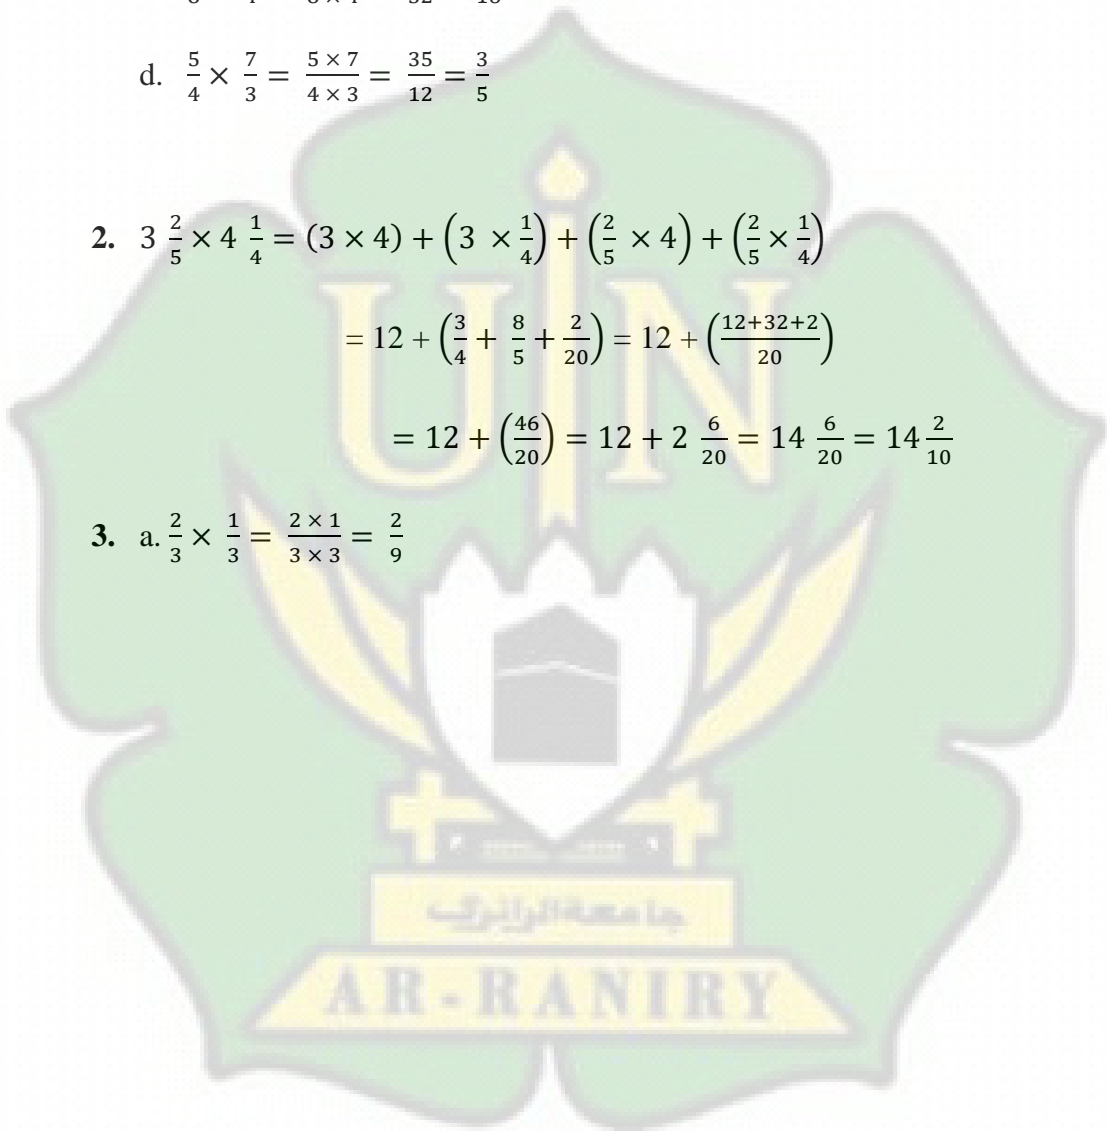 d. 5/4 × 7/3 = (5 × 7)/(4 × 3) = 35/12 = 3/5
2. 3 2/5 × 4 1/4 = (3 × 4) + (3 × 1/4) + (2/5 × 4) + (2/5 × 1/4)
= 12 + (3/4 + 8/5 + 2/20) = 12 + ((12+32+2)/20)
= 12 + (46/20) = 12 + 2 6/20 = 14 6/20 = 14 2/10
3. a. 2/3 × 1/3 = (2 × 1)/(3 × 3) = 2/9
UIN
جامعة الرانري
AR-RANIRY